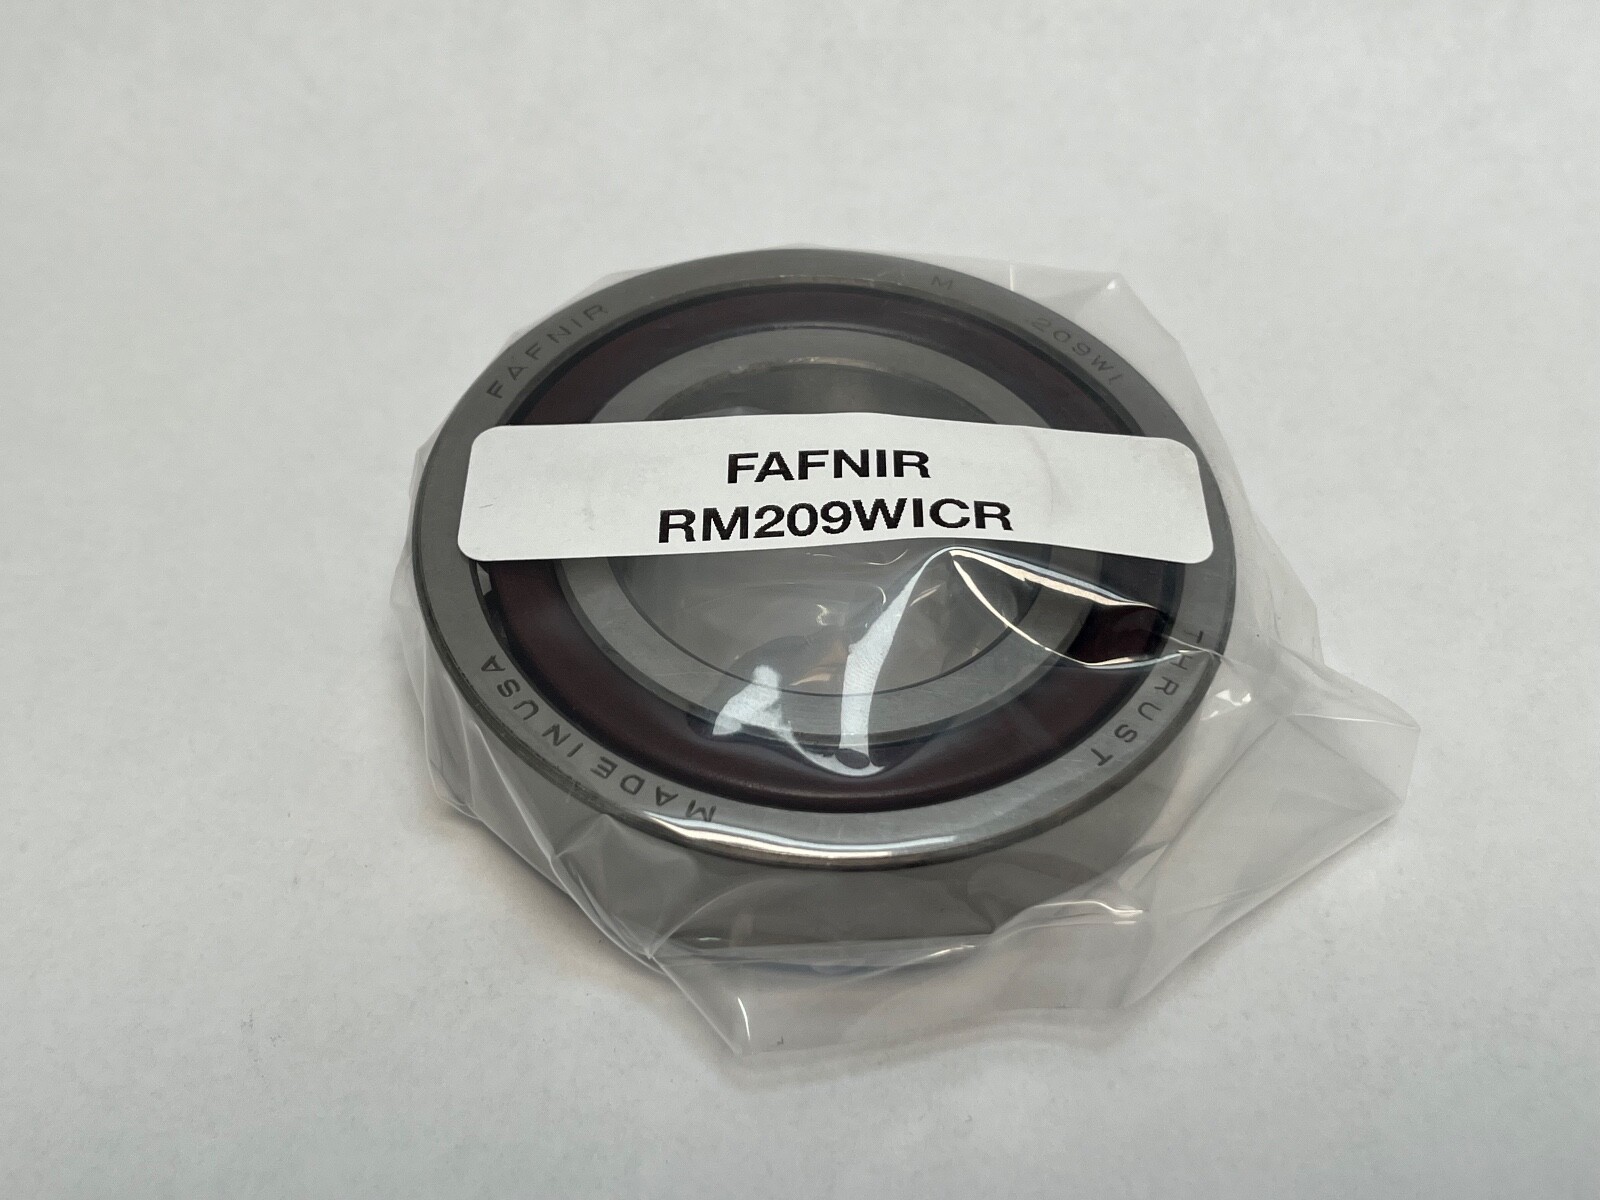 FAFNIR
M
209WI
FAFNIR
RM209WICR
THRUST
MADE IN USA